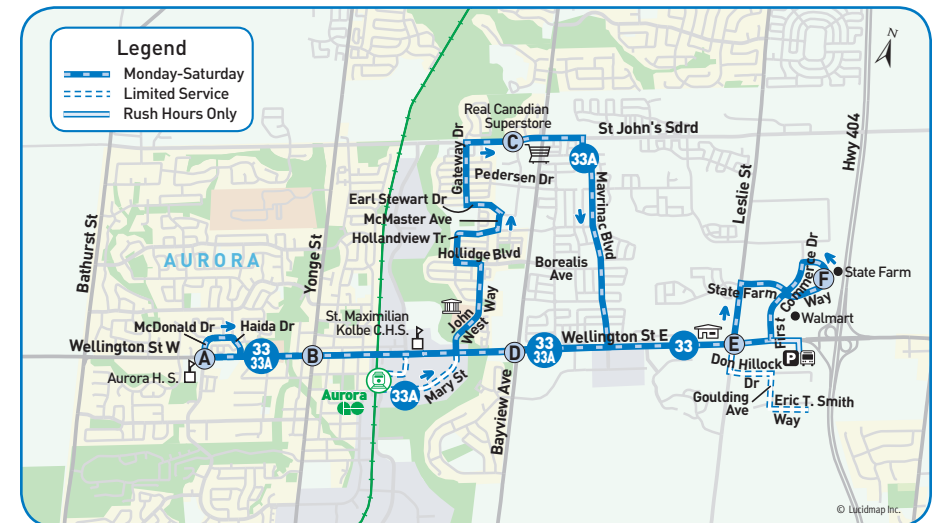 Legend
Monday-Saturday
Limited Service
Rush Hours Only
N
Real Canadian
Superstore
C
St John's Sdrd
33A
Gateway Dr
Pedersen Dr
Mavrinac Blvd
Leslie St
Hwy 404
Bathurst St
Yonge St
AURORA
Earl Stewart Dr
McMaster Ave
Hollandview Tr
Hollidge Blvd
Borealis
Ave
State Farm
Way
First
Commerce Dr
F
State Farm
Walmart
John
West
Way
St. Maximilian
Kolbe C.H.S.
McDonald Dr
Haida Dr
Wellington St W
A
33
33A
B
D
33
33A
Wellington St E
33
E
P
Aurora H. S.
Aurora
GO
33A
Mary St
Bayview Ave
Don Hillock
Dr
Goulding
Ave
Eric T. Smith
Way
© Lucidmap Inc.